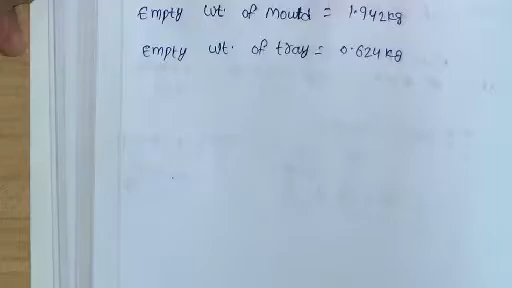 Empty wt. of mould = 1.942kg
Empty wt. of tray = 0.624kg